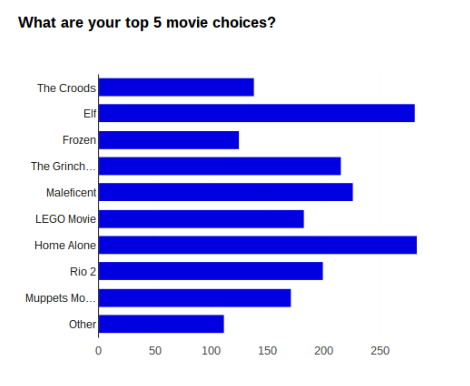 What are your top 5 movie choices?
The Croods
Elf
Frozen
The Grinch...
Maleficent
LEGO Movie
Home Alone
Rio 2
Muppets Mo...
Other
0 50 100 150 200 250